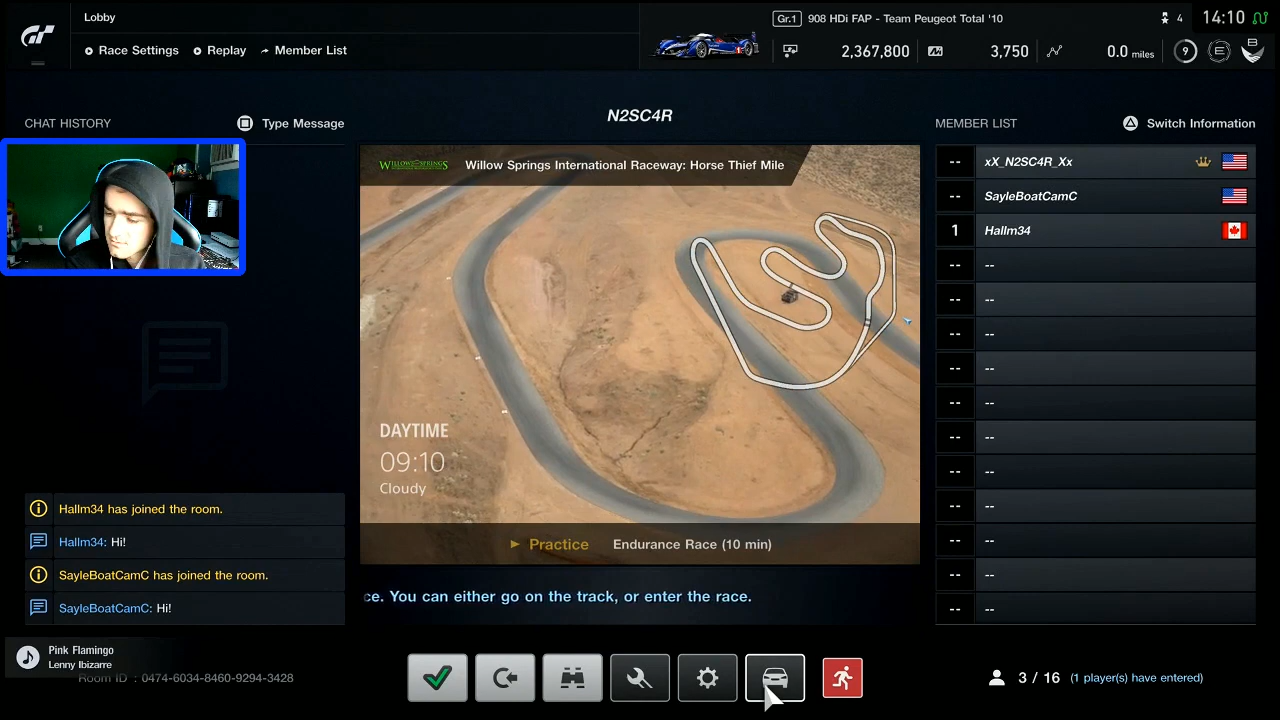 Lobby
Race Settings Replay Member List
Gr.1 908 HDi FAP - Team Peugeot Total '10
4
14:10
2,367,800 3,750 0.0 miles 9 E B
CHAT HISTORY Type Message
N2SC4R
MEMBER LIST Switch Information
WILLOW SPRINGS
Willow Springs International Raceway: Horse Thief Mile
-- xX_N2SC4R_Xx
-- SayleBoatCamC
1 Hallm34
-- --
-- --
-- --
-- --
-- --
-- --
-- --
-- --
-- --
-- --
-- --
DAYTIME
09:10
Cloudy
Practice Endurance Race (10 min)
Hallm34 has joined the room.
Hallm34: Hi!
SayleBoatCamC has joined the room.
SayleBoatCamC: Hi!
ce. You can either go on the track, or enter the race.
Pink Flamingo
Lenny Ibizarre
Room ID : 0474-6034-8460-9294-3428
3 / 16 (1 player(s) have entered)